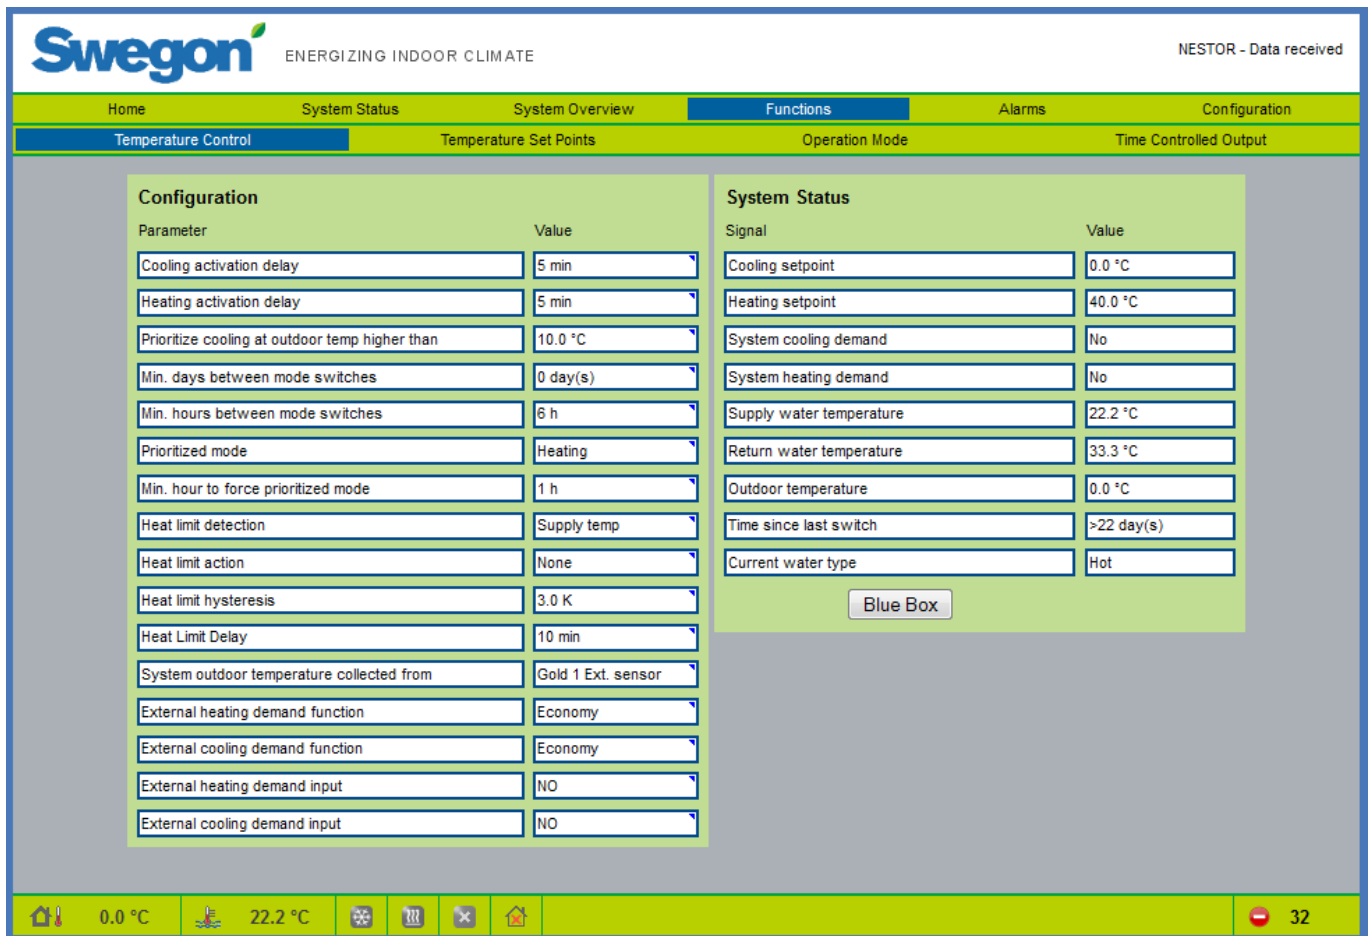 Swegon ENERGIZING INDOOR CLIMATE NESTOR - Data received
Home System Status System Overview Functions Alarms Configuration
Temperature Control Temperature Set Points Operation Mode Time Controlled Output
Configuration
Parameter Value
Cooling activation delay 5 min
Heating activation delay 5 min
Prioritize cooling at outdoor temp higher than 10.0 °C
Min. days between mode switches 0 day(s)
Min. hours between mode switches 6 h
Prioritized mode Heating
Min. hour to force prioritized mode 1 h
Heat limit detection Supply temp
Heat limit action None
Heat limit hysteresis 3.0 K
Heat Limit Delay 10 min
System outdoor temperature collected from Gold 1 Ext. sensor
External heating demand function Economy
External cooling demand function Economy
External heating demand input NO
External cooling demand input NO
System Status
Signal Value
Cooling setpoint 0.0 °C
Heating setpoint 40.0 °C
System cooling demand No
System heating demand No
Supply water temperature 22.2 °C
Return water temperature 33.3 °C
Outdoor temperature 0.0 °C
Time since last switch >22 day(s)
Current water type Hot
Blue Box
0.0 °C 22.2 °C 32